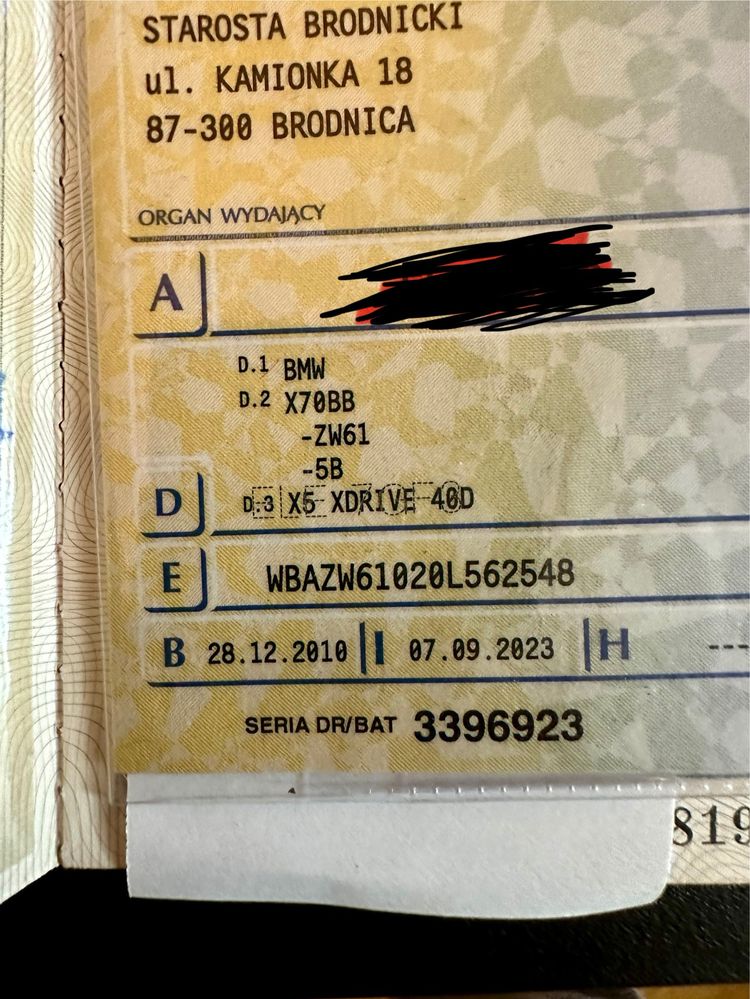 STAROSTA BRODNICKI
ul. KAMIONKA 18
87-300 BRODNICA
ORGAN WYDAJĄCY
A
D.1 BMW
D.2 X70BB
-ZW61
-5B
D D.3 X5 XDRIVE 40D
E WBAZW61020L562548
B 28.12.2010 I 07.09.2023 H ---
SERIA DR/BAT 3396923
819